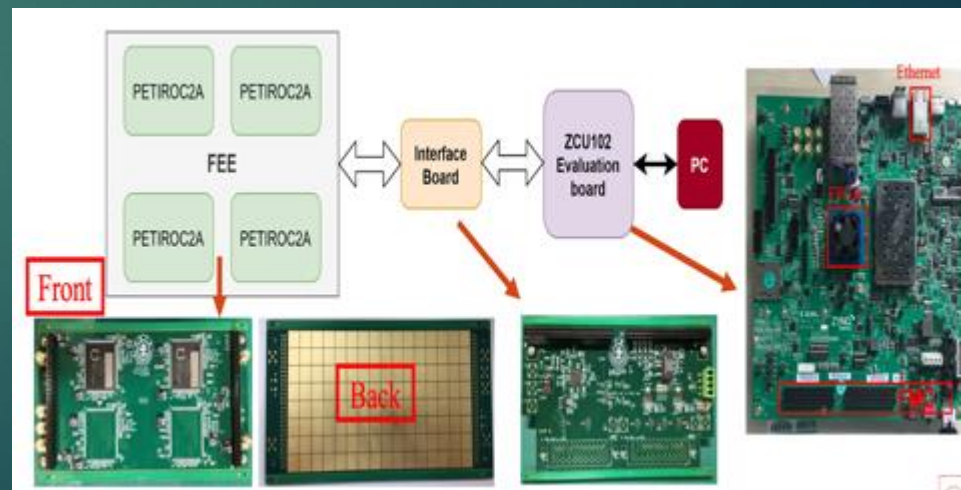 PETIROC2A
PETIROC2A
FEE
PETIROC2A
PETIROC2A
Interface
Board
ZCU102
Evaluation
board
PC
Ethernet
Front
Back